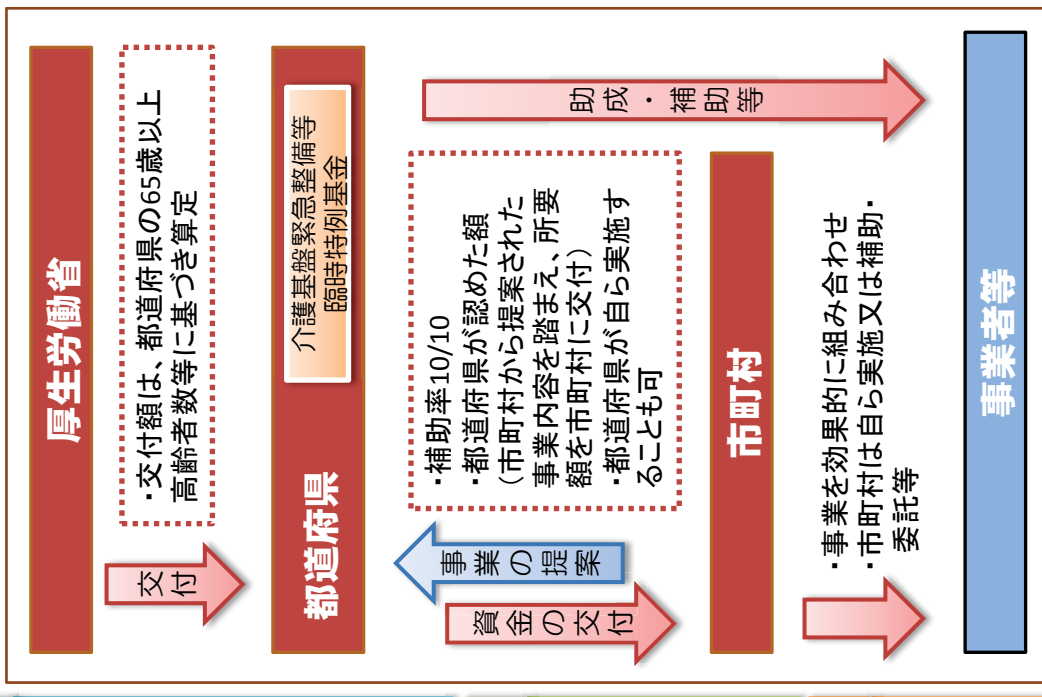 厚生労働省
交付
・交付額は、都道府県の65歳以上
高齢者数等に基づき算定
都道府県
介護基盤緊急整備等
臨時特例基金
資金の交付
事業の提案
・補助率10/10
・都道府県が認めた額
(市町村から提案された
事業内容を踏まえ、所要
額を市町村に交付)
・都道府県が自ら実施す
ることも可
助成・補助等
市町村
・事業を効果的に組み合わせ
・市町村は自ら実施又は補助・
委託等
事業者等